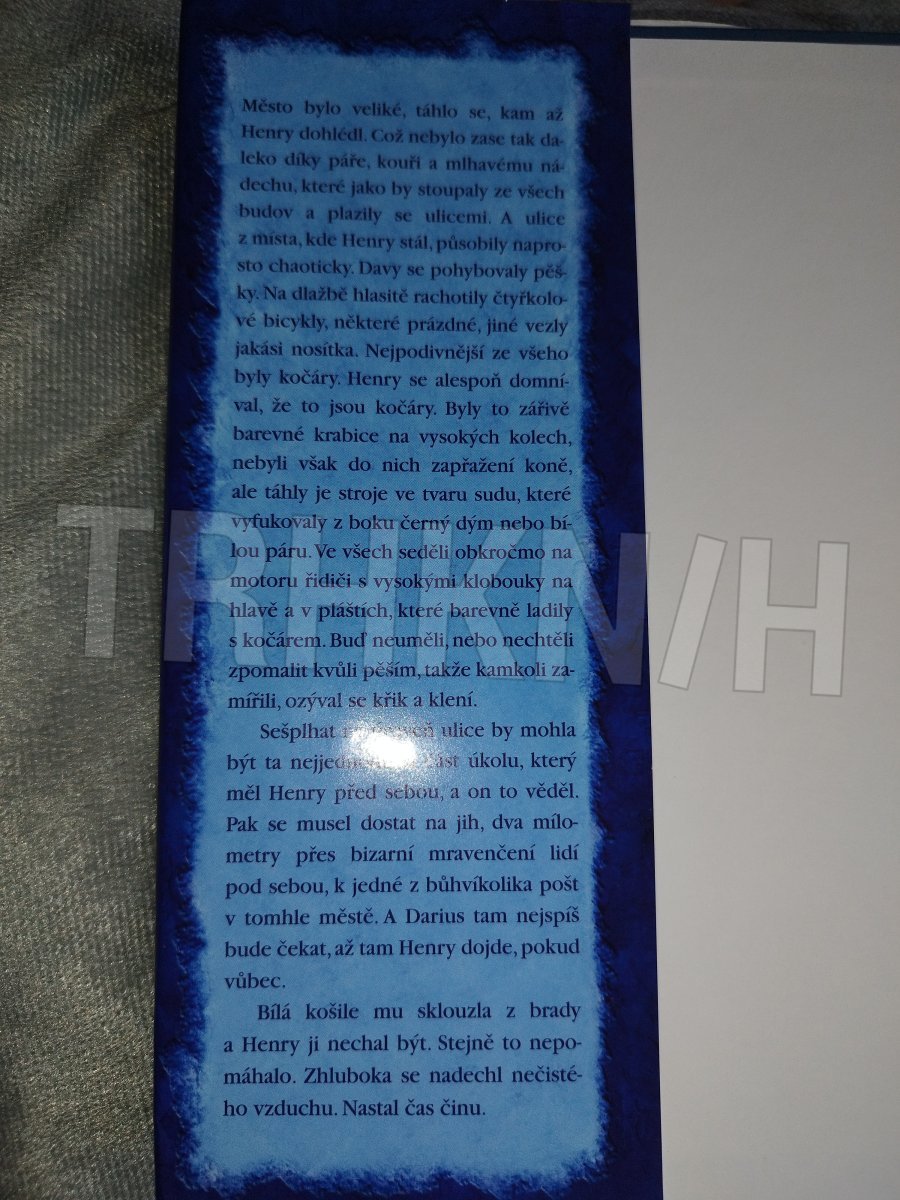 Město bylo veliké, táhlo se, kam až
Henry dohlédl. Což nebylo zase tak da-
leko díky páře, kouři a mlhavému ná-
dechu, které jako by stoupaly ze všech
budov a plazily se ulicemi. A ulice
z místa, kde Henry stál, působily napro-
sto chaoticky. Davy se pohybovaly pěš-
ky. Na dlažbě hlasitě rachotily čtyřkolo-
vé bicykly, některé prázdné, jiné vezly
jakási nosítka. Nejpodivnější ze všeho
byly kočáry. Henry se alespoň domní-
val, že to jsou kočáry. Byly to zářivě
barevné krabice na vysokých kolech,
nebyli však do nich zapřažení koně,
ale táhly je stroje ve tvaru sudu, které
vyfukovaly z boku černý dým nebo bí-
lou páru. Ve všech seděli obkročmo na
motoru řidiči s vysokými klobouky na
hlavě a v pláštích, které barevně ladily
s kočárem. Buď neuměli, nebo nechtěli
zpomalit kvůli pěším, takže kamkoli za-
mířili, ozýval se křik a klení.
Sešplhat ulice by mohla
být ta úkolu, který
měl Henry před sebou, a on to věděl.
Pak se musel dostat na jih, dva mílo-
metry přes bizarní mravenčení lidí
pod sebou, k jedné z bůhvíkolika pošt
v tomhle městě. A Darius tam nejspíš
bude čekat, až tam Henry dojde, pokud
vůbec.
Bílá košile mu sklouzla z brady
a Henry ji nechal být. Stejně to nepo-
máhalo. Zhluboka se nadechl nečisté-
ho vzduchu. Nastal čas činu.